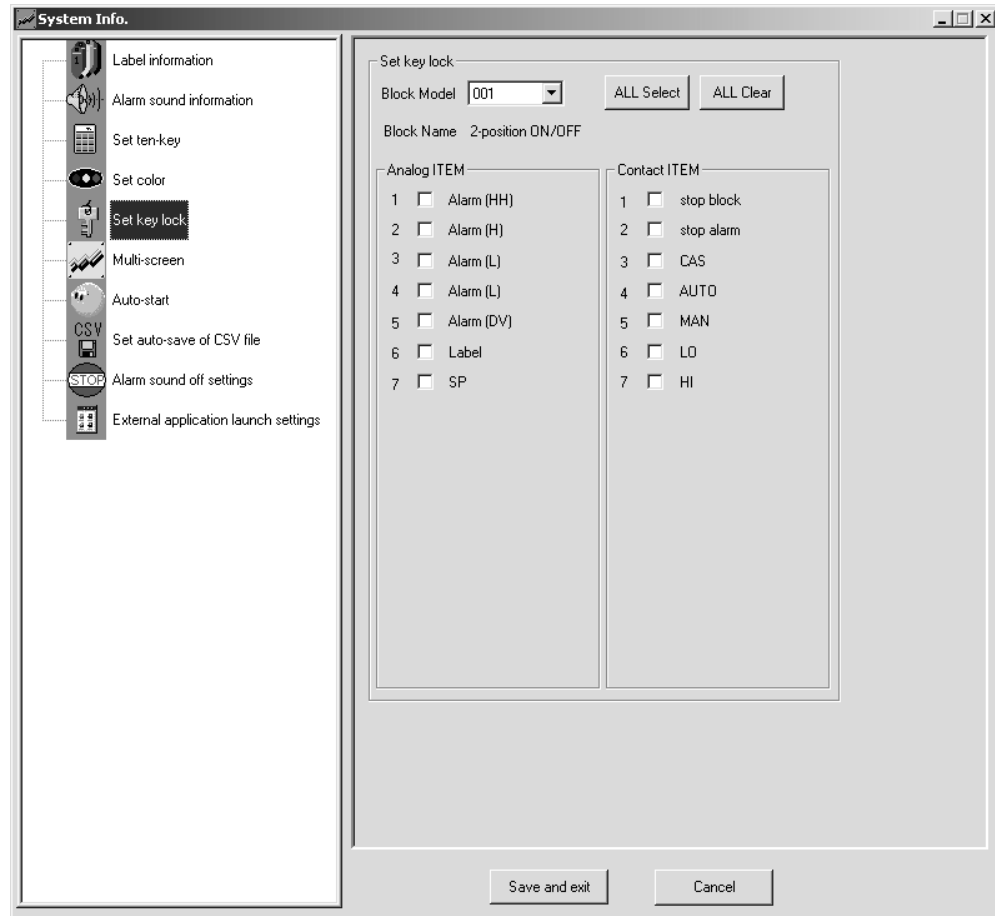 System Info.
Label information
Alarm sound information
Set ten-key
Set color
Set key lock
Multi-screen
Auto-start
CSV
Set auto-save of CSV file
STOP
Alarm sound off settings
External application launch settings
Set key lock
Block Model 001 ALL Select ALL Clear
Block Name 2-position ON/OFF
Analog ITEM
1 Alarm (HH)
2 Alarm (H)
3 Alarm (L)
4 Alarm (L)
5 Alarm (DV)
6 Label
7 SP
Contact ITEM
1 stop block
2 stop alarm
3 CAS
4 AUTO
5 MAN
6 LO
7 HI
Save and exit Cancel